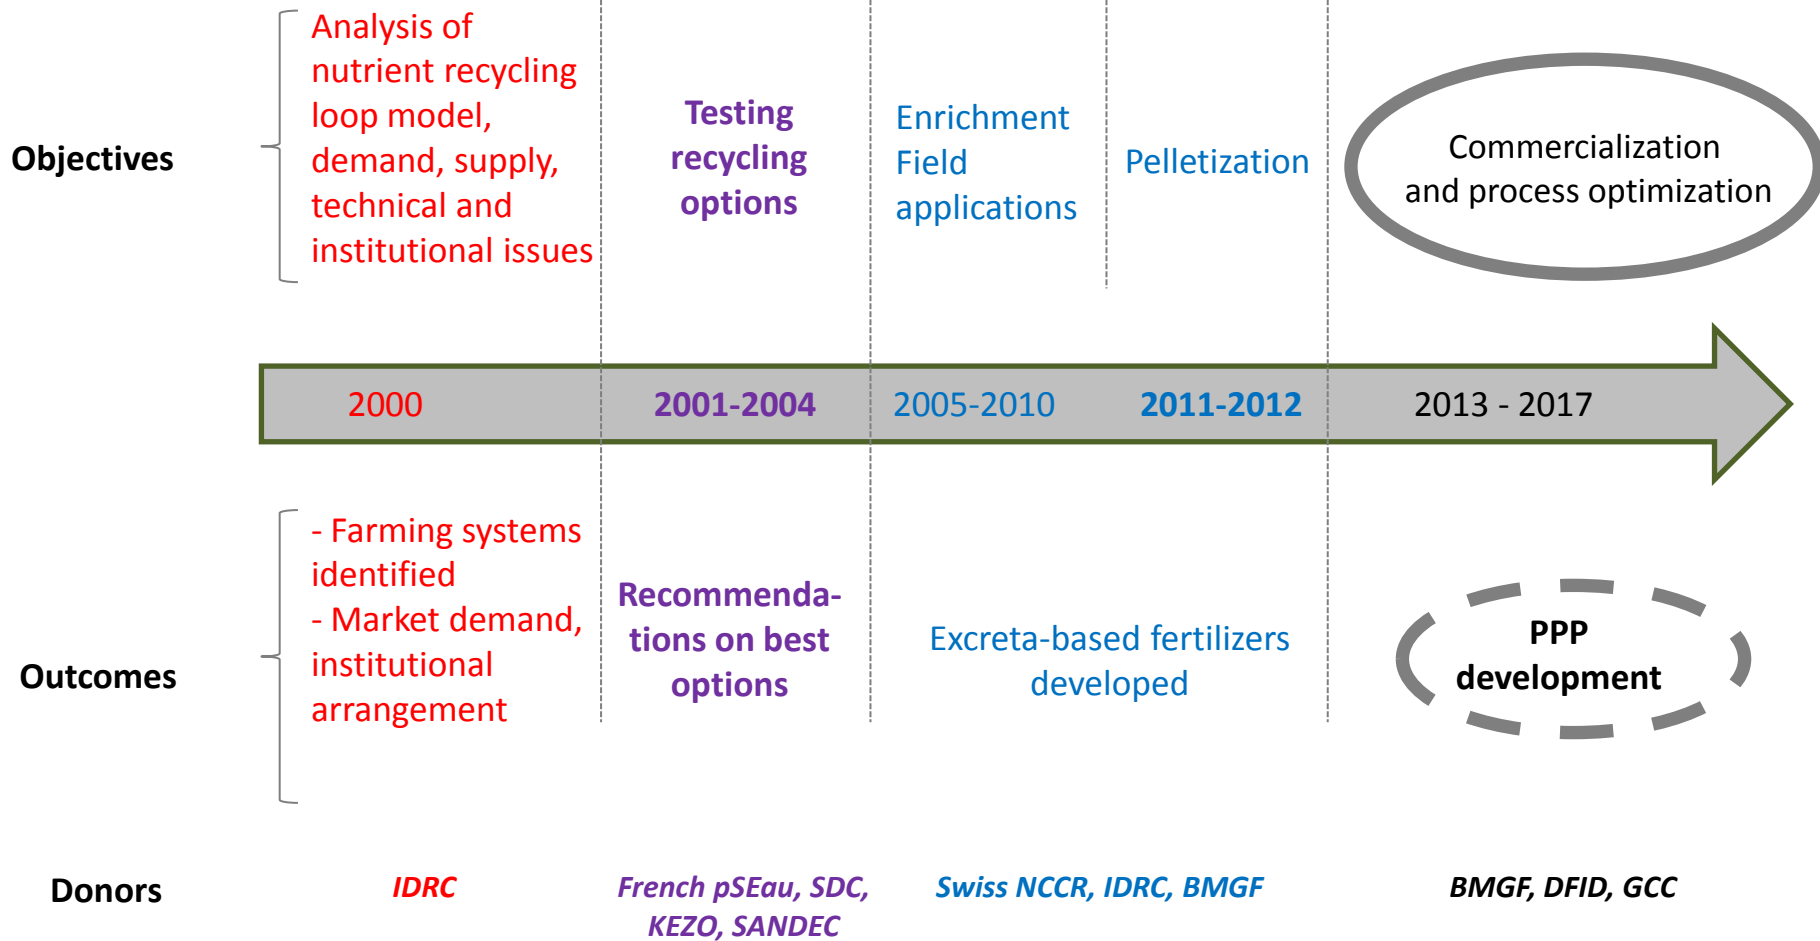 Objectives
Analysis of
nutrient recycling
loop model,
demand, supply,
technical and
institutional issues
Testing
recycling
options
Enrichment
Field
applications
Pelletization
Commercialization
and process optimization
2000
2001-2004
2005-2010
2011-2012
2013 - 2017
Outcomes
- Farming systems
identified
- Market demand,
institutional
arrangement
Recommenda-
tions on best
options
Excreta-based fertilizers
developed
PPP
development
Donors
IDRC
French pSEau, SDC,
KEZO, SANDEC
Swiss NCCR, IDRC, BMGF
BMGF, DFID, GCC